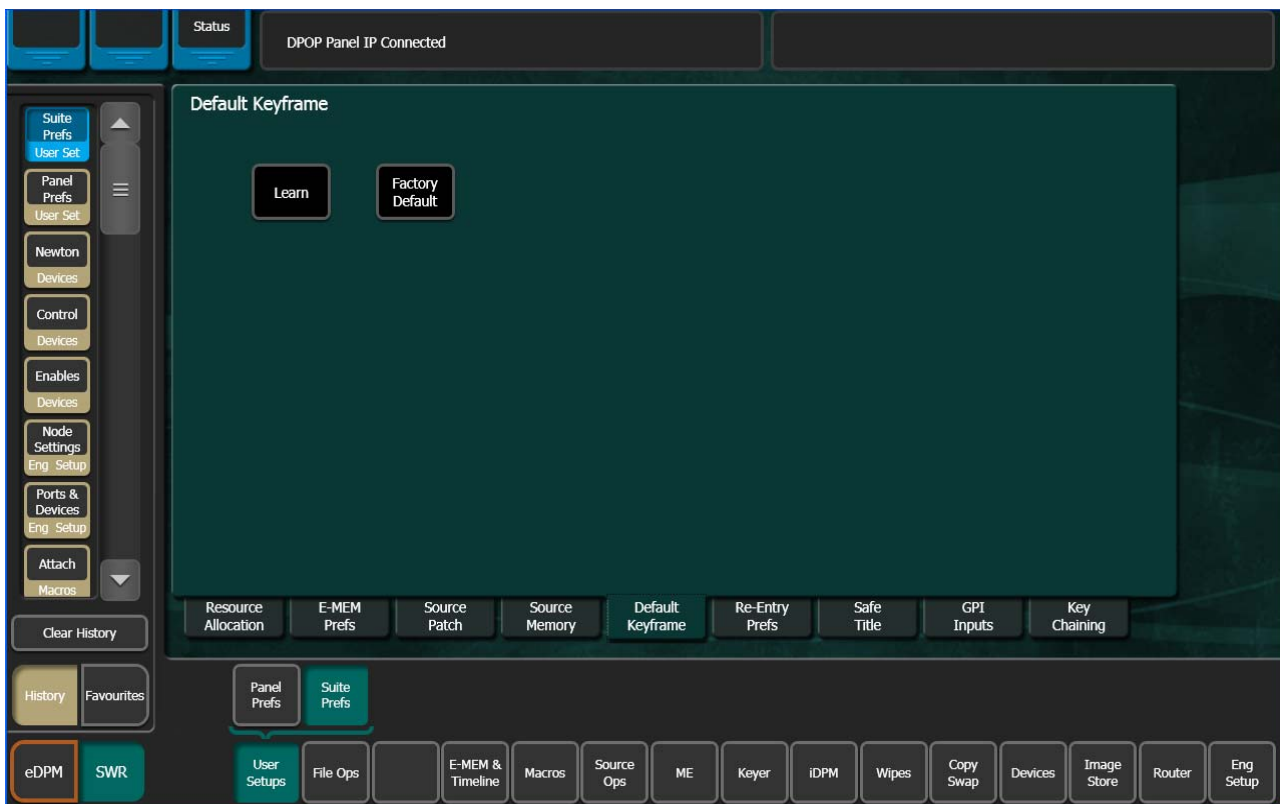 Status
DPOP Panel IP Connected
Default Keyframe
Learn
Factory
Default
Suite
Prefs
User Set
Panel
Prefs
User Set
Newton
Devices
Control
Devices
Enables
Devices
Node
Settings
Eng Setup
Ports &
Devices
Eng Setup
Attach
Macros
Clear History
History
Favourites
Resource
Allocation
E-MEM
Prefs
Source
Patch
Source
Memory
Default
Keyframe
Re-Entry
Prefs
Safe
Title
GPI
Inputs
Key
Chaining
Panel
Prefs
Suite
Prefs
eDPM
SWR
User
Setups
File Ops
E-MEM &
Timeline
Macros
Source
Ops
ME
Keyer
iDPM
Wipes
Copy
Swap
Devices
Image
Store
Router
Eng
Setup